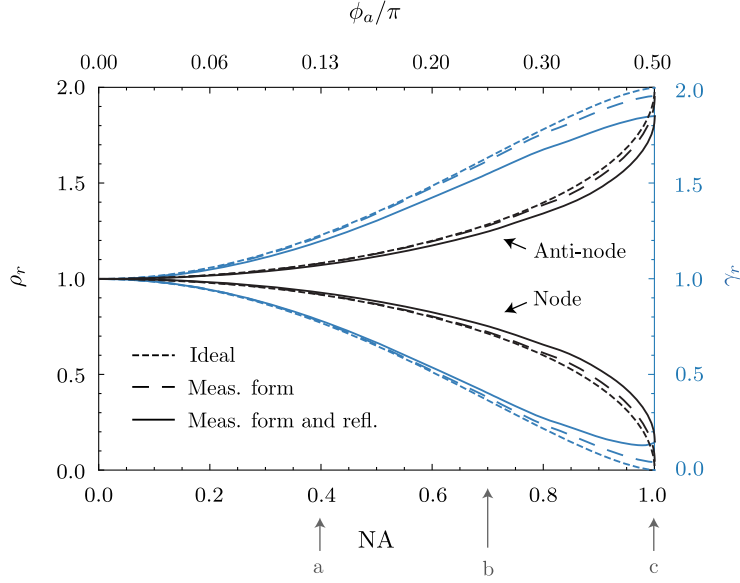 ϕₐ/π
0.00 0.06 0.13 0.20 0.30 0.50
2.0 2.0
1.5 1.5
Anti-node
ρᵣ 1.0 1.0 γᵣ
Node
Ideal
0.5 0.5
Meas. form
Meas. form and refl.
0.0 0.0
0.0 0.2 0.4 0.6 0.8 1.0
NA
a b c